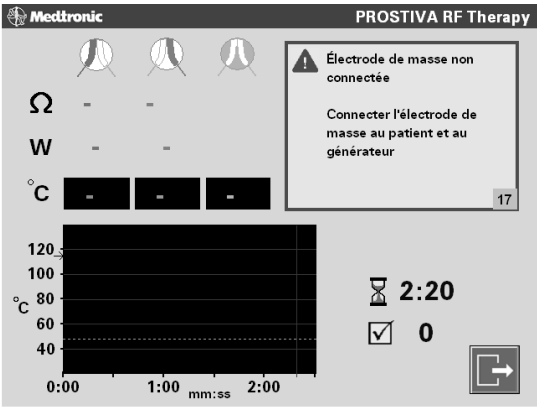 Medtronic
PROSTIVA RF Therapy
Électrode de masse non
connectée
Connecter l'électrode de
masse au patient et au
générateur
17
Ω - -
W - -
°C - - -
120
100
80
60
40
°C
0:00 1:00 mm:ss 2:00
2:20
0